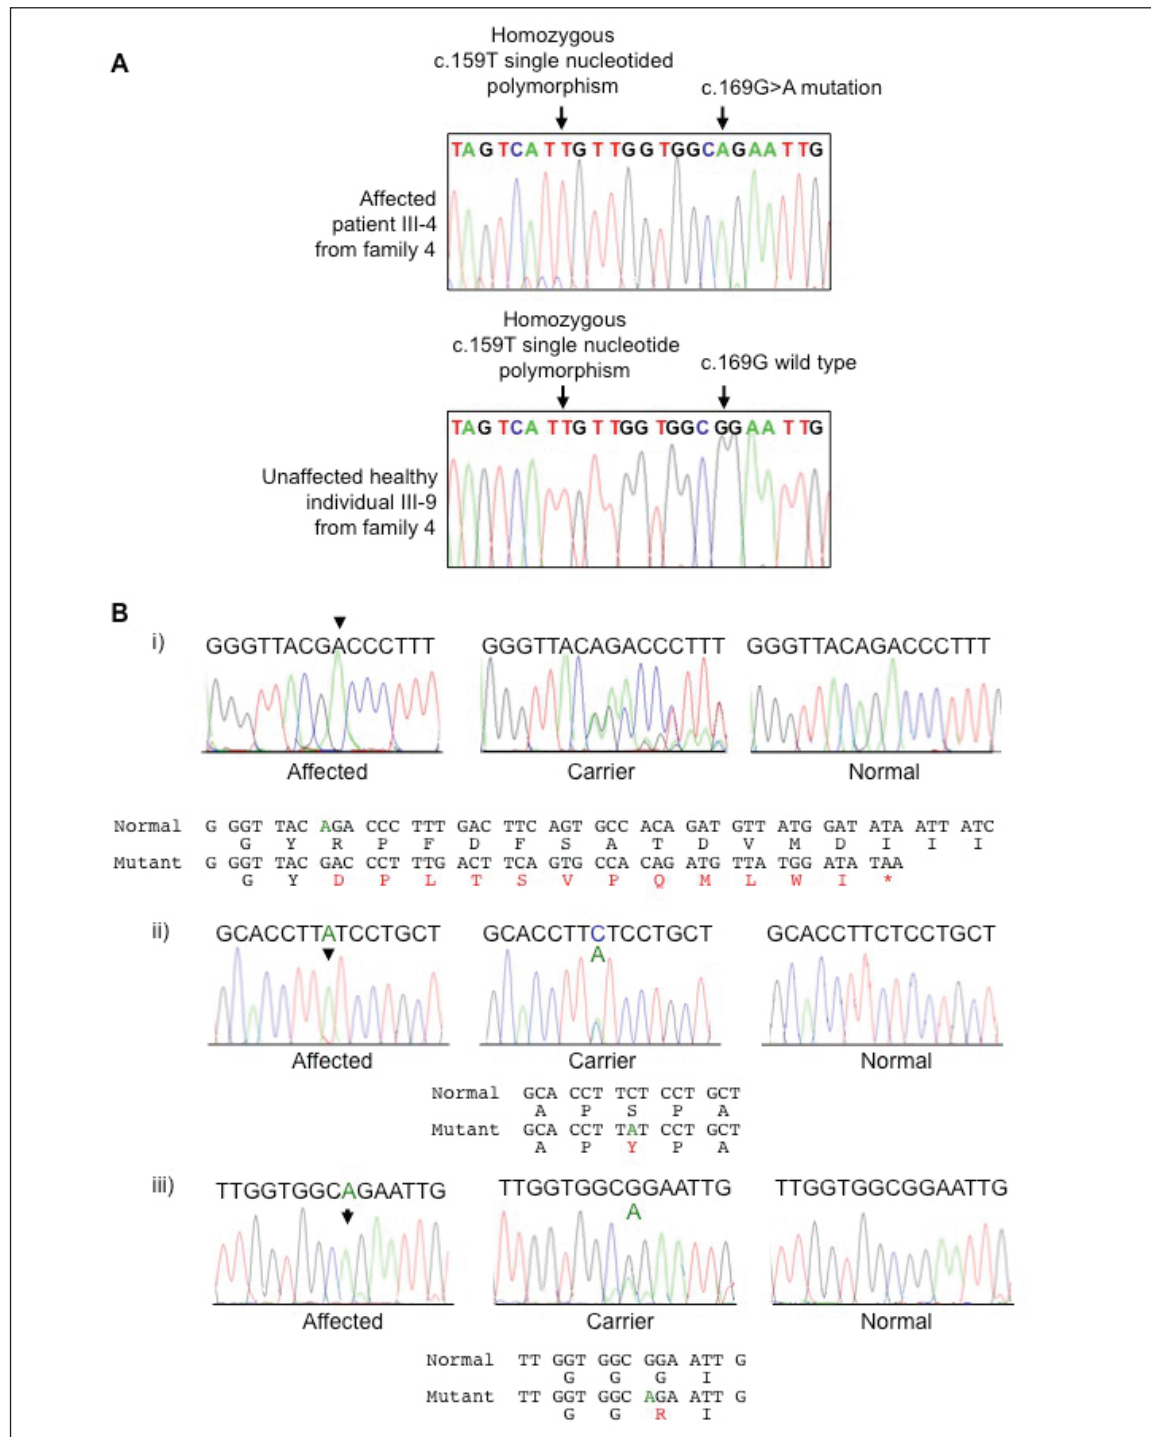 A
Homozygous
c.159T single nucleotided
polymorphism
c.169G>A mutation
TAGTCATTGTTGGTGGCAGAATTG
Affected
patient III-4
from family 4
Homozygous
c.159T single nucleotide
polymorphism
c.169G wild type
TAGTCATTGTTGGTGGCGGAATTG
Unaffected healthy
individual III-9
from family 4
B
i)
GGGTTACGACCCTTT GGGTTACAGACCCTTT GGGTTACAGACCCTTT
Affected Carrier Normal
Normal G GGT TAC AGA CCC TTT GAC TTC AGT GCC ACA GAT GTT ATG GAT ATA ATT ATC
G Y R P F D F S A T D V M D I I I
Mutant G GGT TAC GAC CCT TTG ACT TCA GTG CCA CAG ATG TTA TGG ATA TAA
G Y D P L T S V P Q M L W I *
ii)
GCACCTTATCCTGCT GCACCTTCTCCTGCT GCACCTTCTCCTGCT
A
Affected Carrier Normal
Normal GCA CCT TCT CCT GCT
A P S P A
Mutant GCA CCT TAT CCT GCT
A P Y P A
iii)
TTGGTGGCAGAATTG TTGGTGGCGGAATTG TTGGTGGCGGAATTG
A
Affected Carrier Normal
Normal TT GGT GGC GGA ATT G
G G G I
Mutant TT GGT GGC AGA ATT G
G G R I